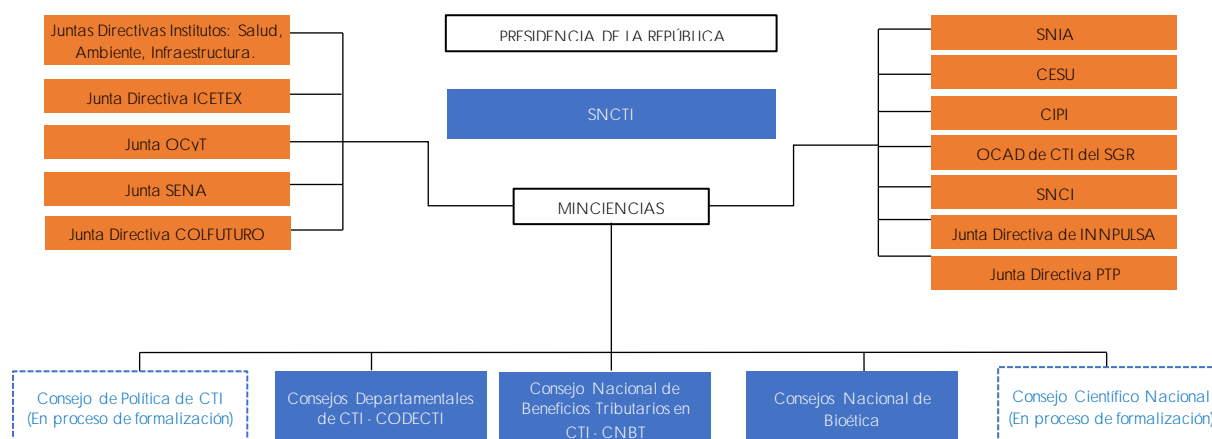 Juntas Directivas Institutos: Salud,
Ambiente, Infraestructura.
Junta Directiva ICETEX
Junta OCyT
Junta SENA
Junta Directiva COLFUTURO
PRESIDENCIA DE LA REPÚBLICA
SNCTI
MINCIENCIAS
SNIA
CESU
CIPI
OCAD de CTI del SGR
SNCI
Junta Directiva de INNPULSA
Junta Directiva PTP
Consejo de Política de CTI
(En proceso de formalización)
Consejos Departamentales
de CTI - CODECTI
Consejo Nacional de
Beneficios Tributarios en
CTI - CNBT
Consejos Nacional de
Bioética
Consejo Científico Nacional
(En proceso de formalización)